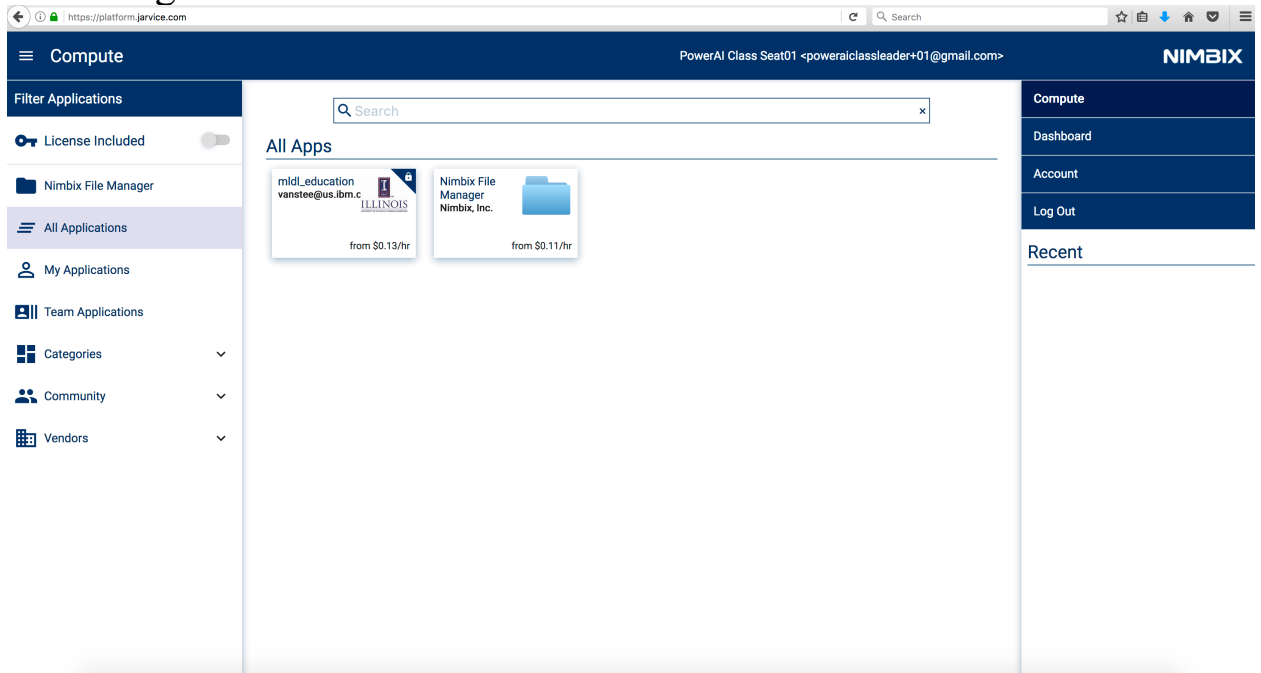 https://platform.jarvice.com
Search
Compute
PowerAI Class Seat01 <poweraiclassleader+01@gmail.com>
NIMBIX
Filter Applications
License Included
Nimbix File Manager
All Applications
My Applications
Team Applications
Categories
Community
Vendors
Search
All Apps
mldl_education
vanstee@us.ibm.c
I
ILLINOIS
from $0.13/hr
Nimbix File
Manager
Nimbix, Inc.
from $0.11/hr
Compute
Dashboard
Account
Log Out
Recent